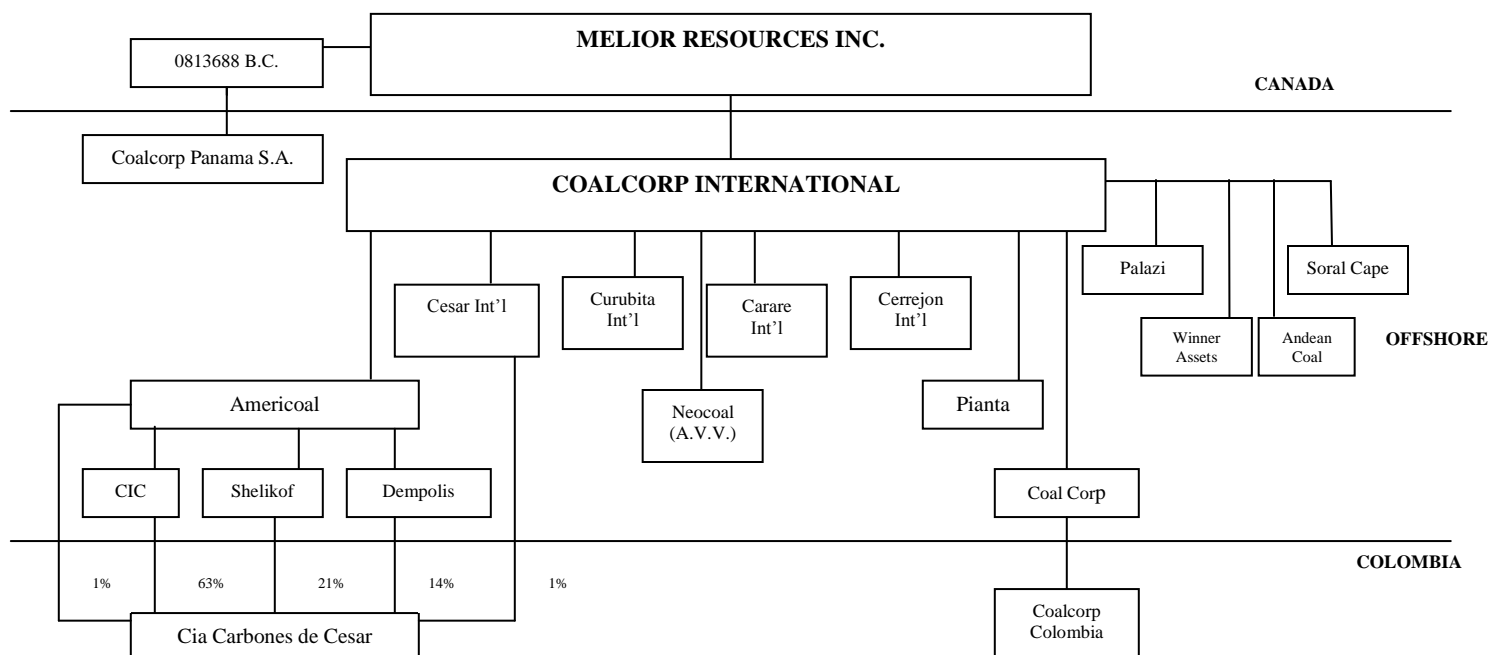 MELIOR RESOURCES INC.
0813688 B.C.
CANADA
Coalcorp Panama S.A.
COALCORP INTERNATIONAL
Palazi
Soral Cape
Cesar Int’l
Curubita
Int’l
Carare
Int’l
Cerrejon
Int’l
Winner
Assets
Andean
Coal
OFFSHORE
Americoal
Neocoal
(A.V.V.)
Pianta
CIC
Shelikof
Dempolis
Coal Corp
COLOMBIA
1%
63%
21%
14%
1%
Cia Carbones de Cesar
Coalcorp
Colombia